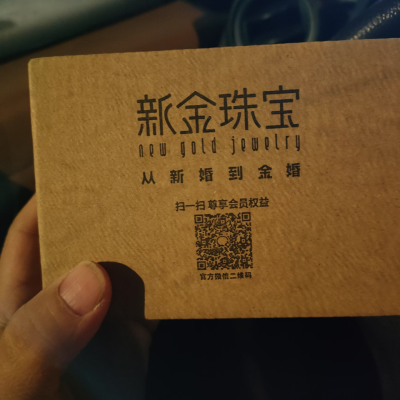 新金珠宝
new gold jewelry
从新婚到金婚
扫一扫 尊享会员权益
官方微信二维码